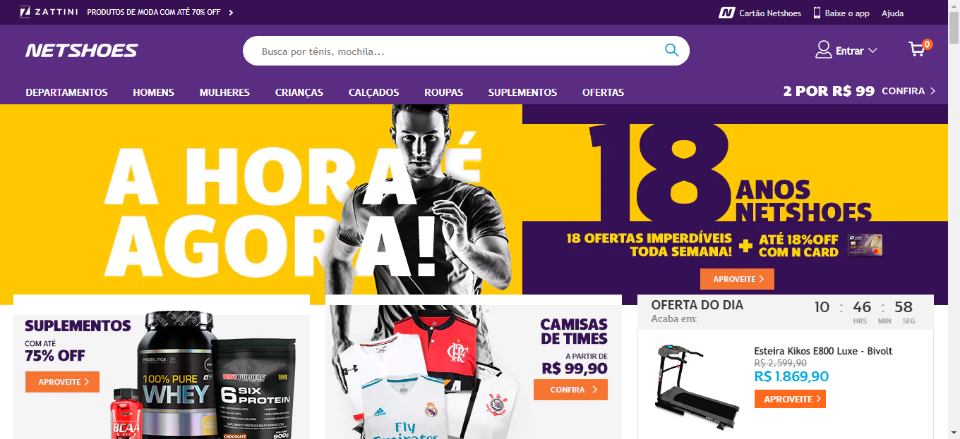 ZATTINI PRODUTOS DE MODA COM ATÉ 70% OFF
Cartão Netshoes
Baixe o app
Ajuda
NETSHOES
Busca por tênis, mochila...
Entrar
0
DEPARTAMENTOS
HOMENS
MULHERES
CRIANÇAS
CALÇADOS
ROUPAS
SUPLEMENTOS
OFERTAS
2 POR R$ 99 CONFIRA
A HORA É
AGORA!
18
ANOS
NETSHOES
18 OFERTAS IMPERDÍVEIS
TODA SEMANA!
+
ATÉ 18%OFF
COM N CARD
APROVEITE
SUPLEMENTOS
COM ATÉ
75% OFF
APROVEITE
100% PURE
WHEY
BCAA
6 SIX
PROTEIN
CHOCOLATE
900g
CAMISAS
DE TIMES
A PARTIR DE
R$ 99,90
CONFIRA
Fly
Emirates
OFERTA DO DIA
Acaba em:
10 : 46 : 58
HRS MIN SEG
Esteira Kikos E800 Luxe - Bivolt
R$ 2.599,90
R$ 1.869,90
APROVEITE